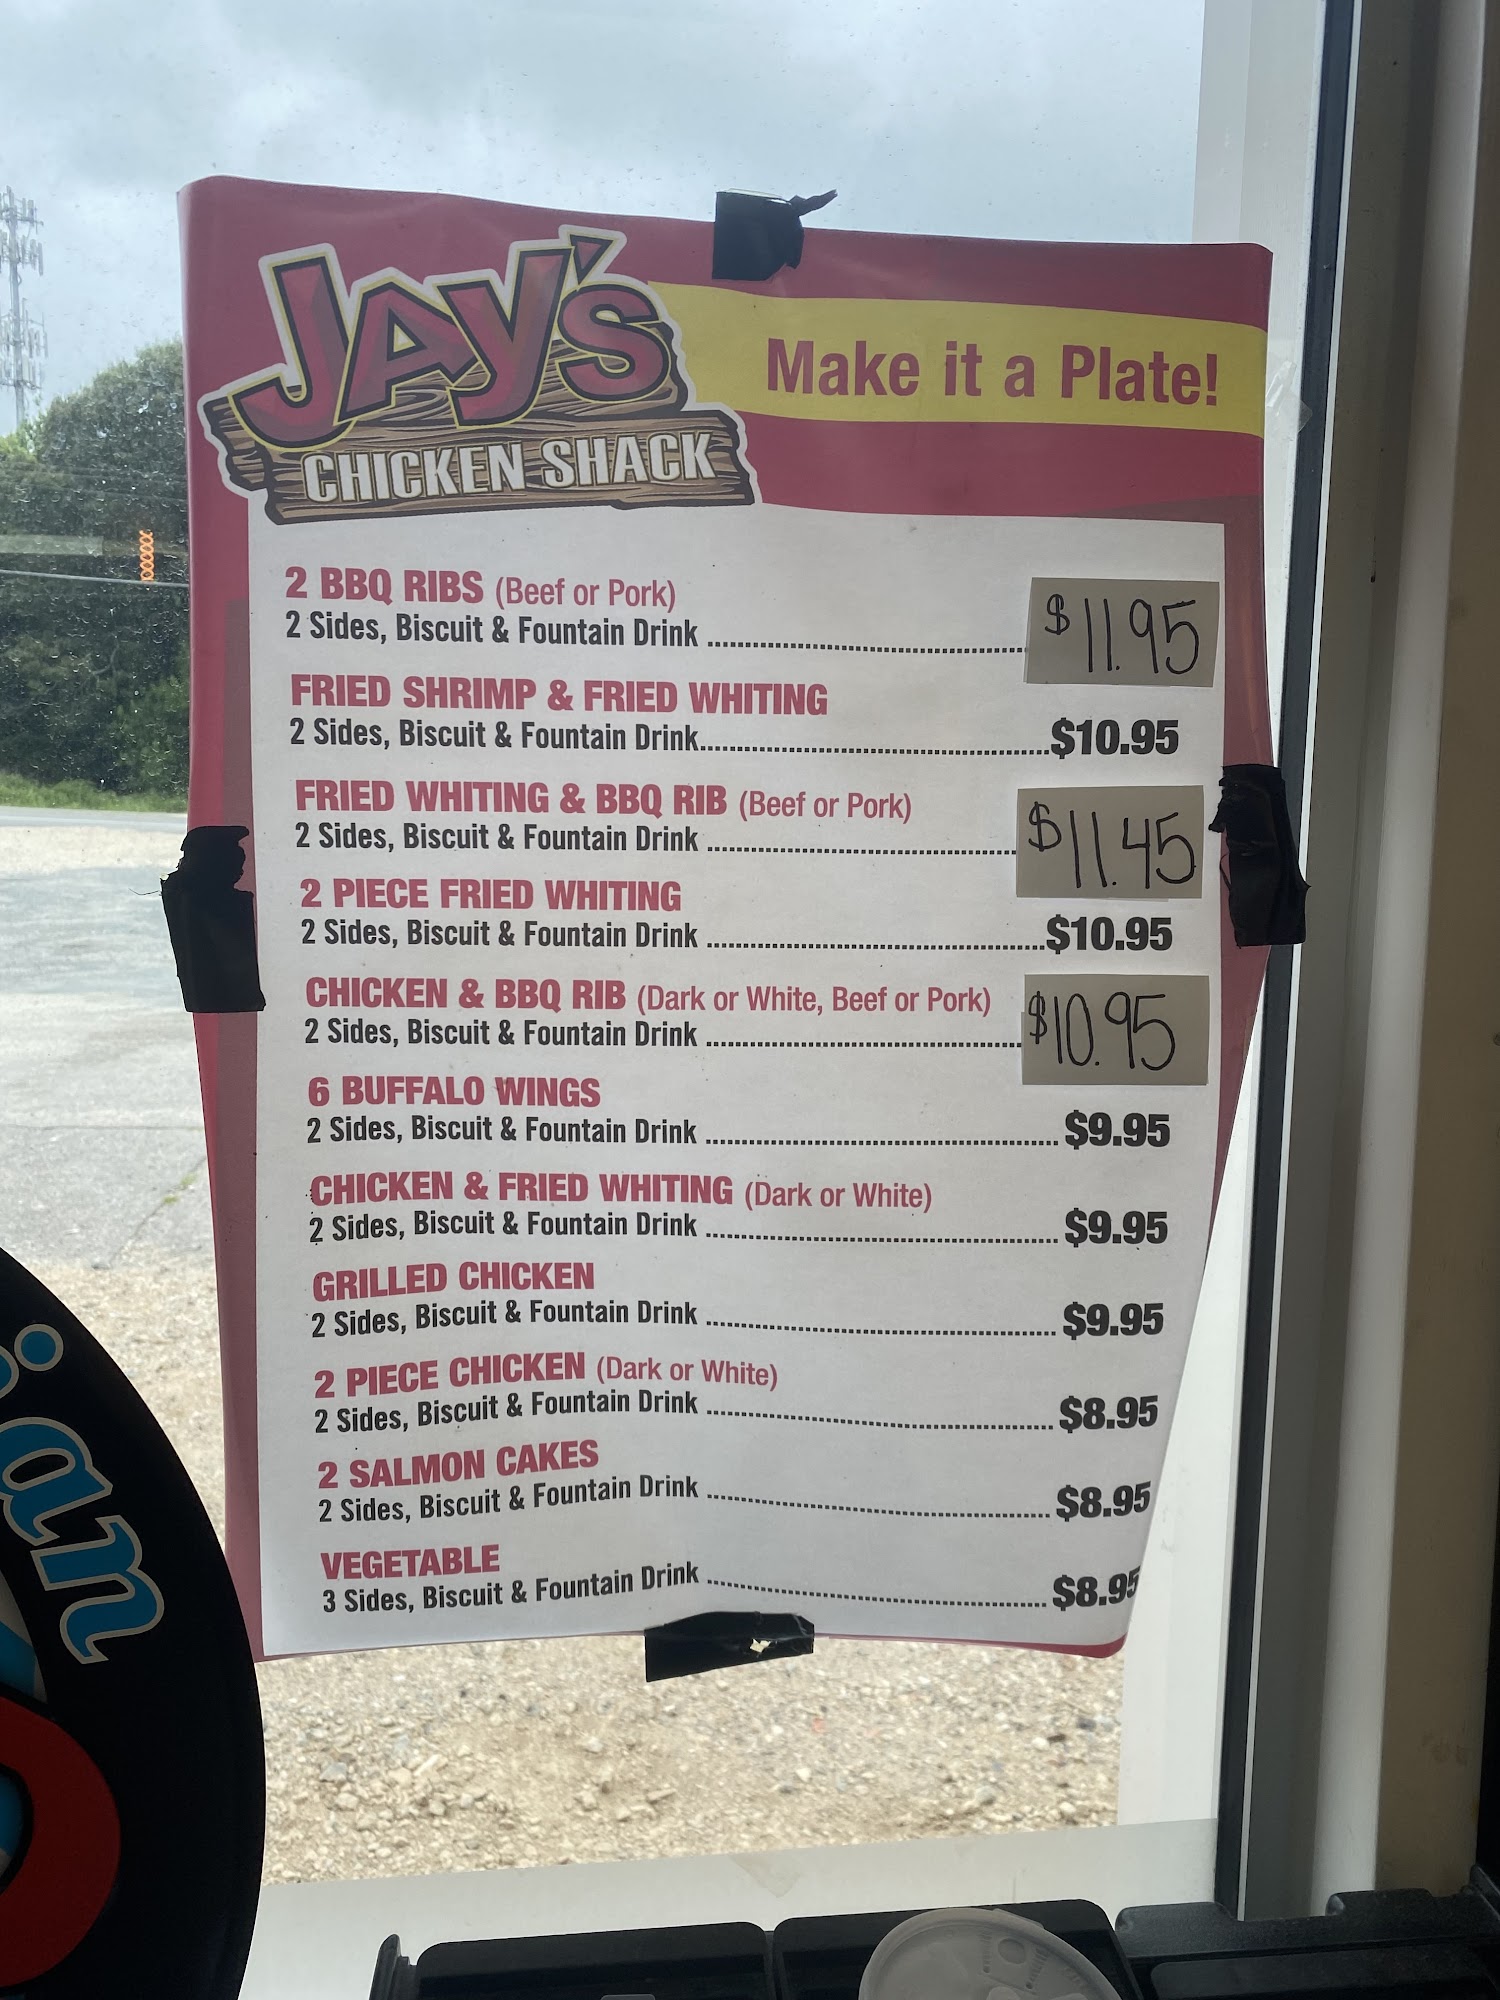 JAY'S
CHICKEN SHACK
Make it a Plate!
2 BBQ RIBS (Beef or Pork)
2 Sides, Biscuit & Fountain Drink ........................ $11.95
FRIED SHRIMP & FRIED WHITING
2 Sides, Biscuit & Fountain Drink........................$10.95
FRIED WHITING & BBQ RIB (Beef or Pork)
2 Sides, Biscuit & Fountain Drink ........................ $11.45
2 PIECE FRIED WHITING
2 Sides, Biscuit & Fountain Drink ........................$10.95
CHICKEN & BBQ RIB (Dark or White, Beef or Pork)
2 Sides, Biscuit & Fountain Drink ........................ $10.95
6 BUFFALO WINGS
2 Sides, Biscuit & Fountain Drink ........................ $9.95
CHICKEN & FRIED WHITING (Dark or White)
2 Sides, Biscuit & Fountain Drink ........................ $9.95
GRILLED CHICKEN
2 Sides, Biscuit & Fountain Drink ........................ $9.95
2 PIECE CHICKEN (Dark or White)
2 Sides, Biscuit & Fountain Drink ........................ $8.95
2 SALMON CAKES
2 Sides, Biscuit & Fountain Drink ........................ $8.95
VEGETABLE
3 Sides, Biscuit & Fountain Drink ........................ $8.95